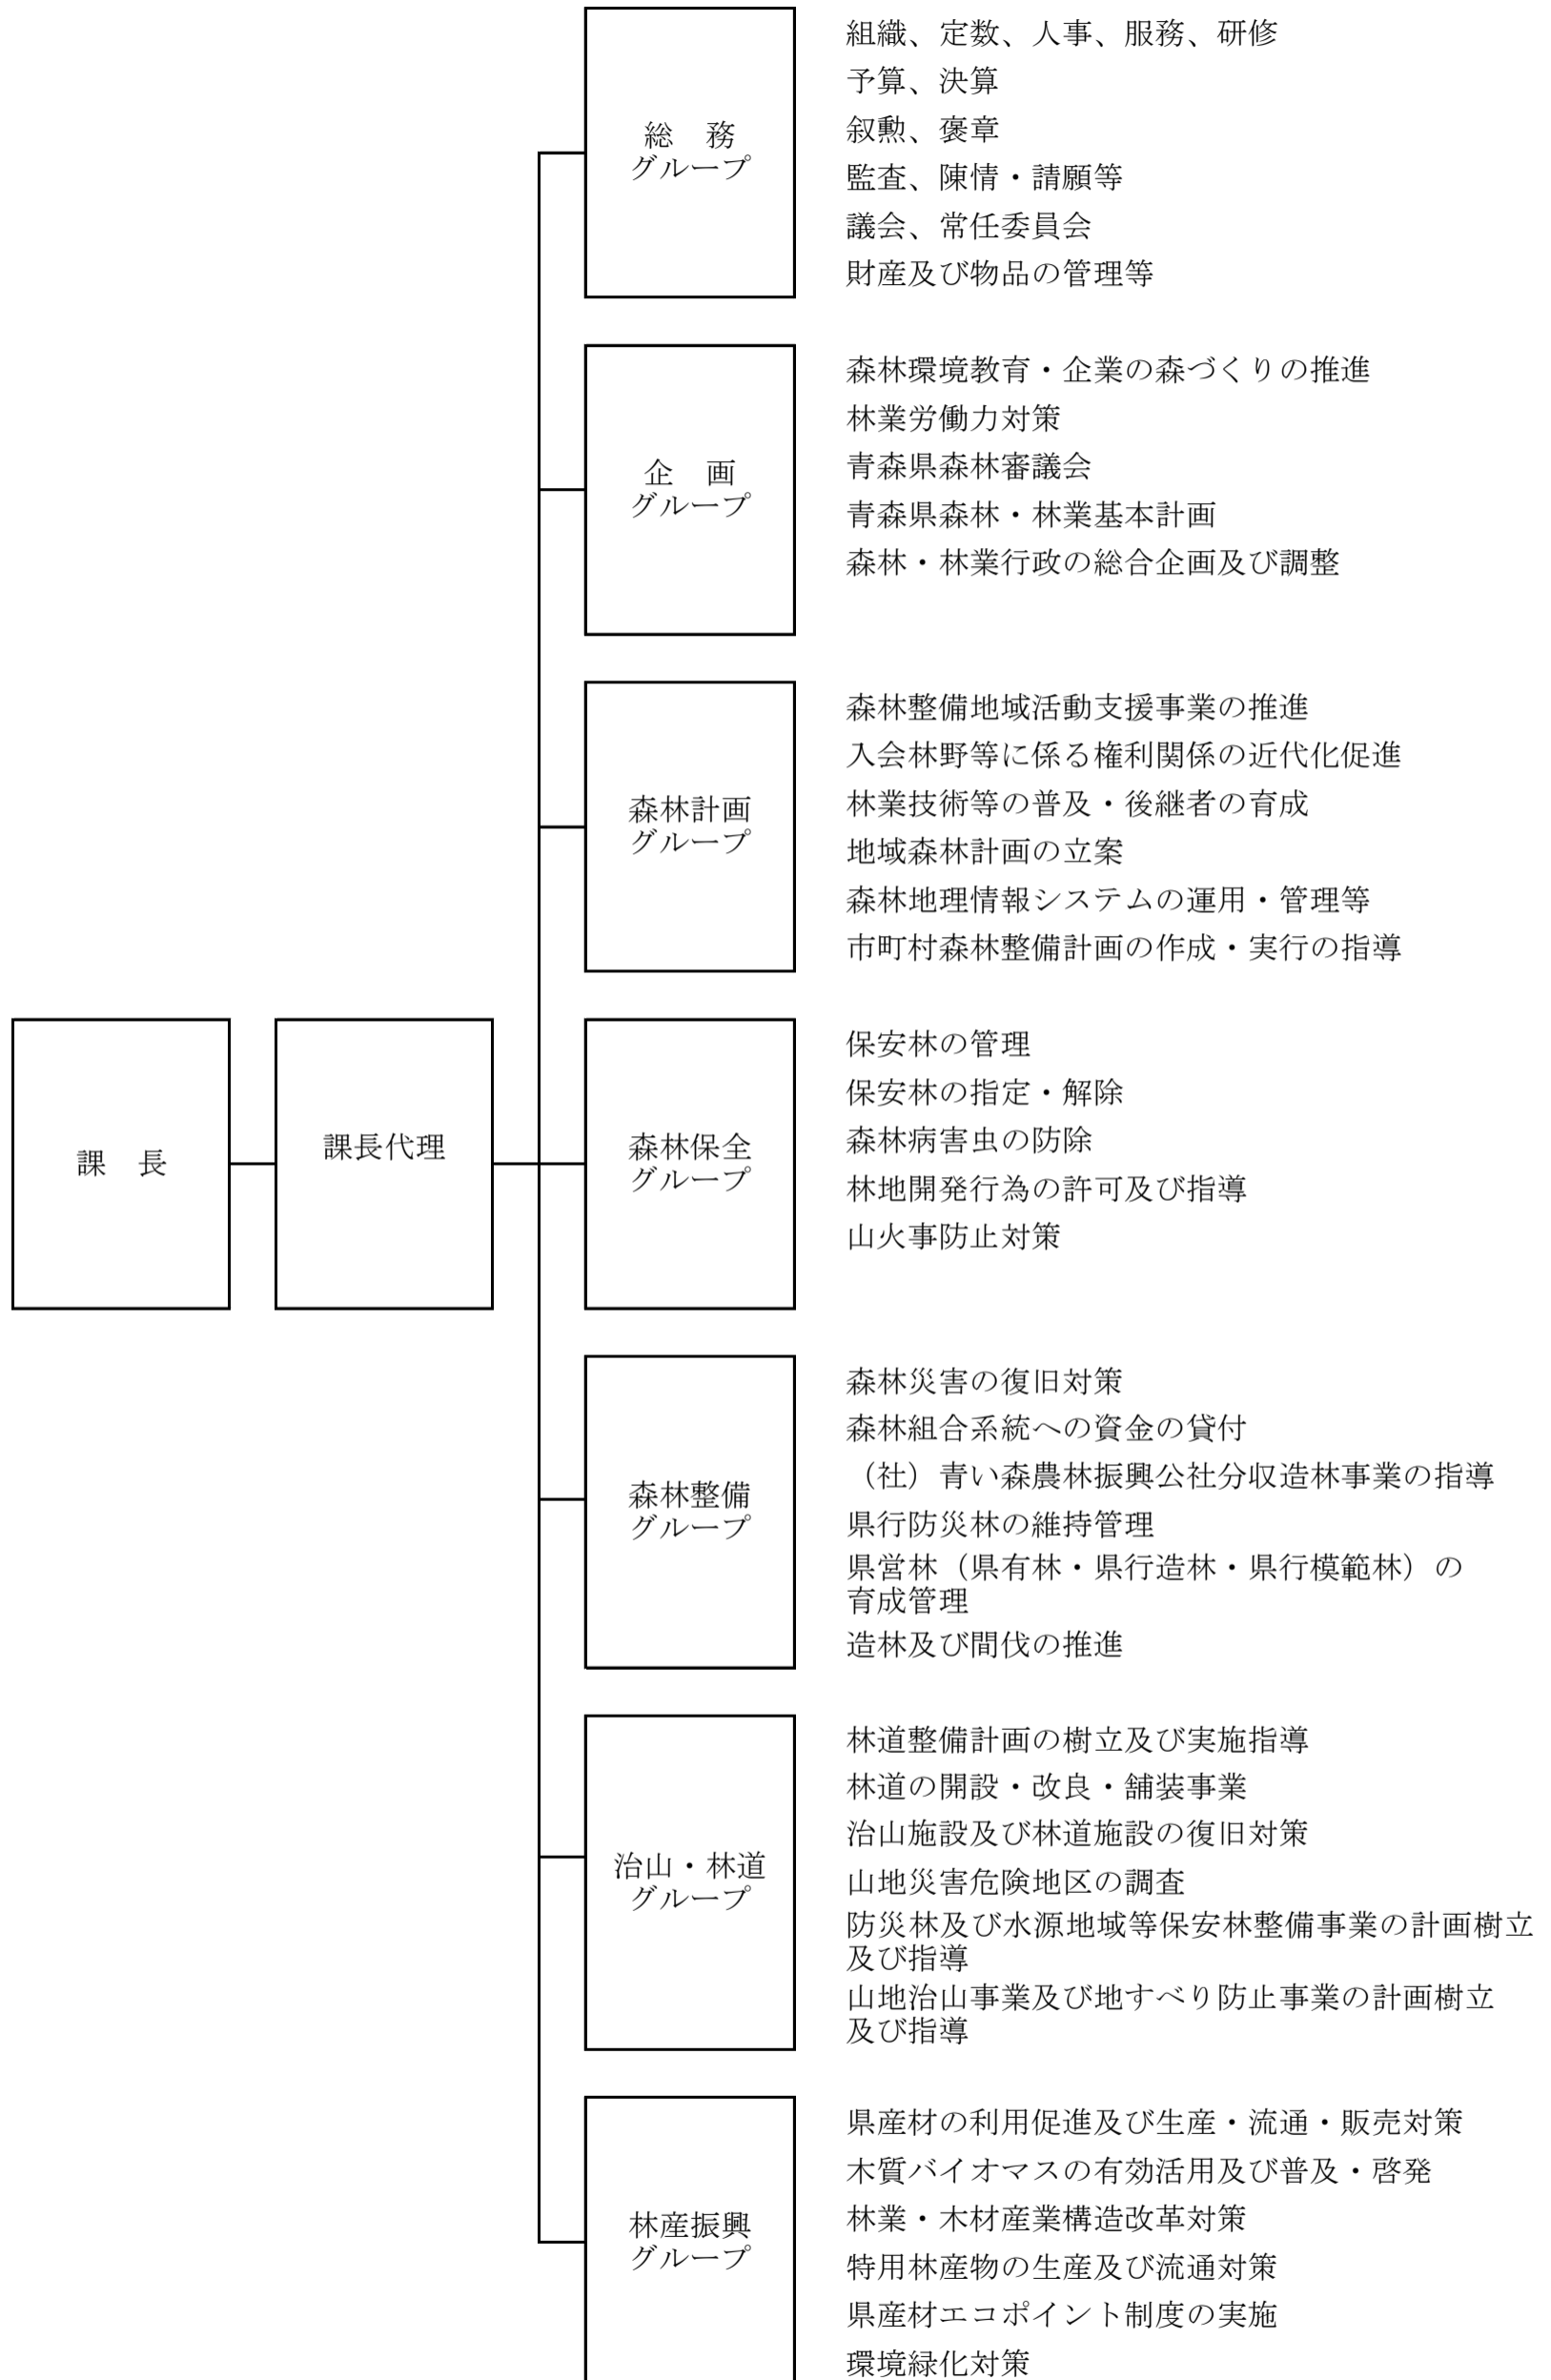 課　長
課長代理
総　務
グループ
組織、定数、人事、服務、研修
予算、決算
叙勲、褒章
監査、陳情・請願等
議会、常任委員会
財産及び物品の管理等
企　画
グループ
森林環境教育・企業の森づくりの推進
林業労働力対策
青森県森林審議会
青森県森林・林業基本計画
森林・林業行政の総合企画及び調整
森林計画
グループ
森林整備地域活動支援事業の推進
入会林野等に係る権利関係の近代化促進
林業技術等の普及・後継者の育成
地域森林計画の立案
森林地理情報システムの運用・管理等
市町村森林整備計画の作成・実行の指導
森林保全
グループ
保安林の管理
保安林の指定・解除
森林病害虫の防除
林地開発行為の許可及び指導
山火事防止対策
森林整備
グループ
森林災害の復旧対策
森林組合系統への資金の貸付
（社）青い森農林振興公社分収造林事業の指導
県行防災林の維持管理
県営林（県有林・県行造林・県行模範林）の
育成管理
造林及び間伐の推進
治山・林道
グループ
林道整備計画の樹立及び実施指導
林道の開設・改良・舗装事業
治山施設及び林道施設の復旧対策
山地災害危険地区の調査
防災林及び水源地域等保安林整備事業の計画樹立
及び指導
山地治山事業及び地すべり防止事業の計画樹立
及び指導
林産振興
グループ
県産材の利用促進及び生産・流通・販売対策
木質バイオマスの有効活用及び普及・啓発
林業・木材産業構造改革対策
特用林産物の生産及び流通対策
県産材エコポイント制度の実施
環境緑化対策